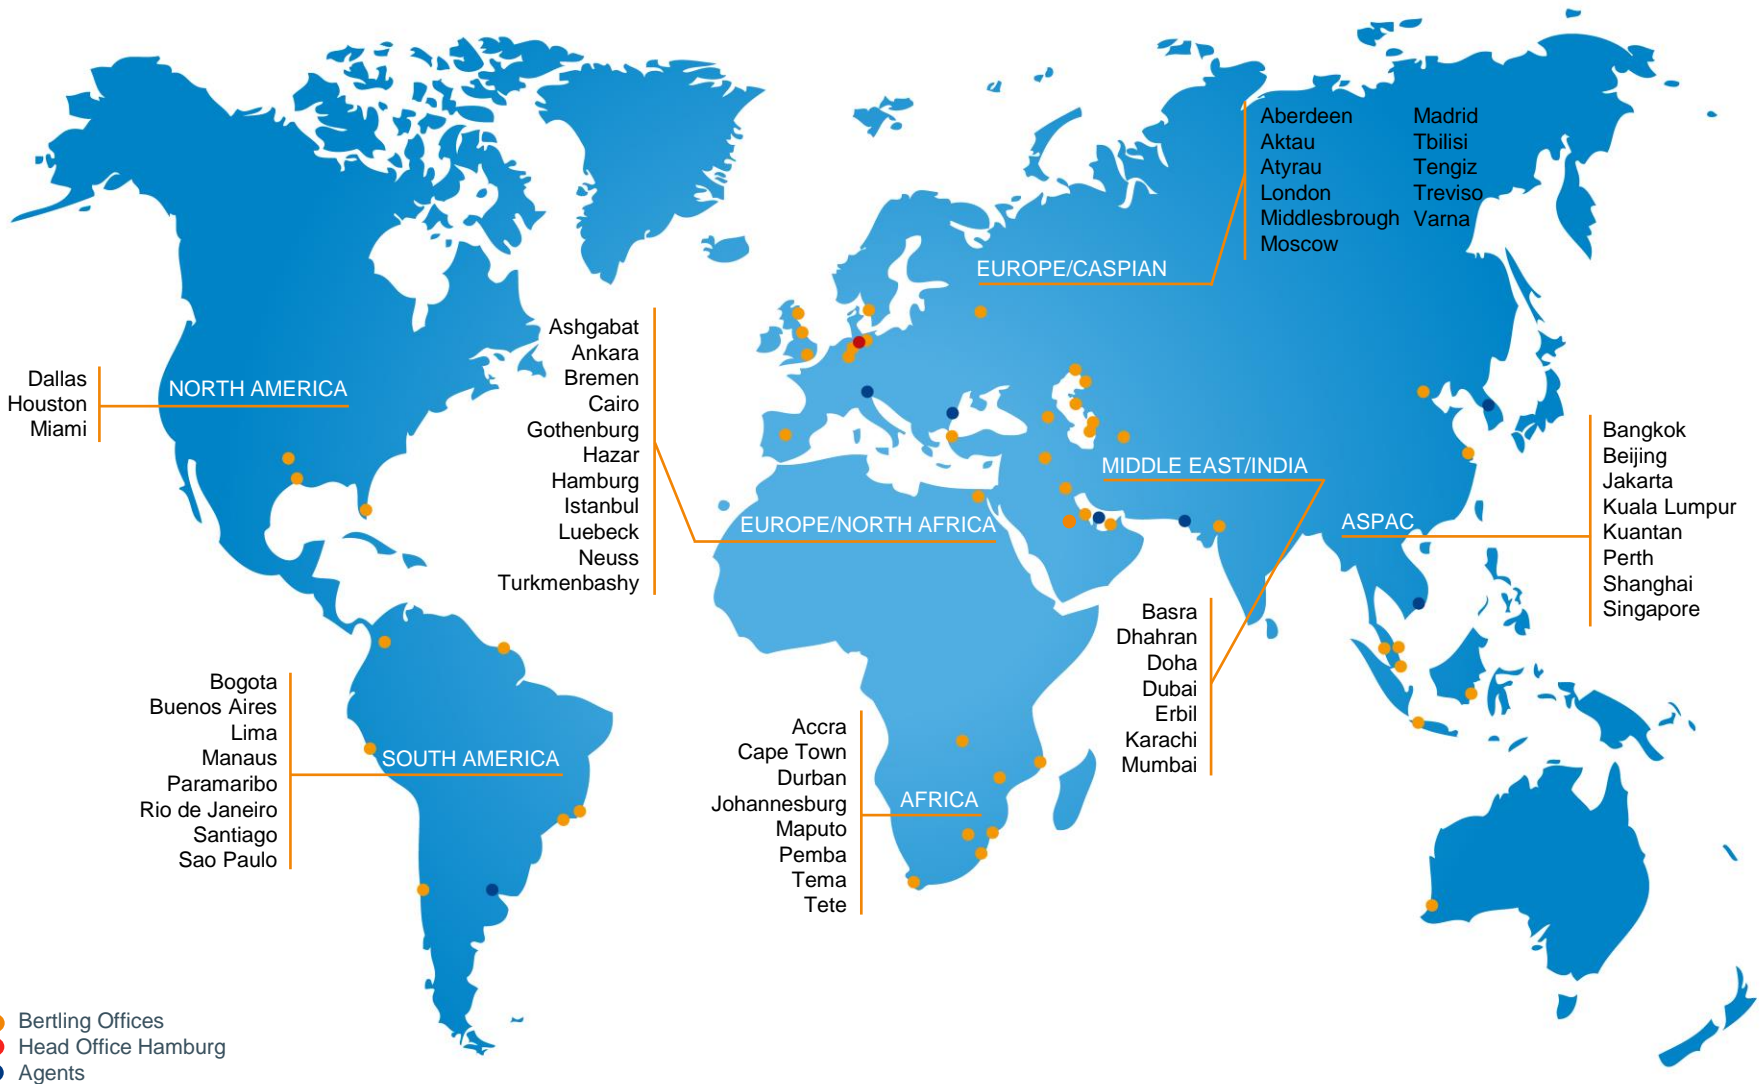 Aberdeen
Aktau
Atyrau
London
Middlesbrough
Moscow
Madrid
Tbilisi
Tengiz
Treviso
Varna
EUROPE/CASPIAN
Dallas
Houston
Miami
NORTH AMERICA
Ashgabat
Ankara
Bremen
Cairo
Gothenburg
Hazar
Hamburg
Istanbul
Luebeck
Neuss
Turkmenbashy
EUROPE/NORTH AFRICA
MIDDLE EAST/INDIA
Basra
Dhahran
Doha
Dubai
Erbil
Karachi
Mumbai
ASPAC
Bangkok
Beijing
Jakarta
Kuala Lumpur
Kuantan
Perth
Shanghai
Singapore
Bogota
Buenos Aires
Lima
Manaus
Paramaribo
Rio de Janeiro
Santiago
Sao Paulo
SOUTH AMERICA
Accra
Cape Town
Durban
Johannesburg
Maputo
Pemba
Tema
Tete
AFRICA
Bertling Offices
Head Office Hamburg
Agents